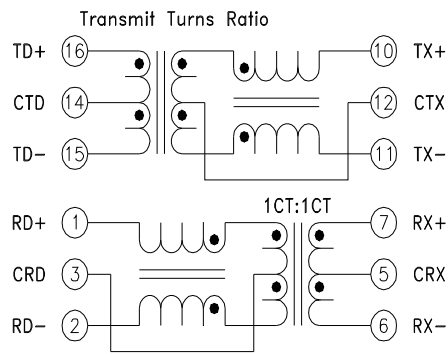 Transmit Turns Ratio
TD+ 16 10 TX+
CTD 14 12 CTX
TD- 15 11 TX-
1CT:1CT
RD+ 1 7 RX+
CRD 3 5 CRX
RD- 2 6 RX-